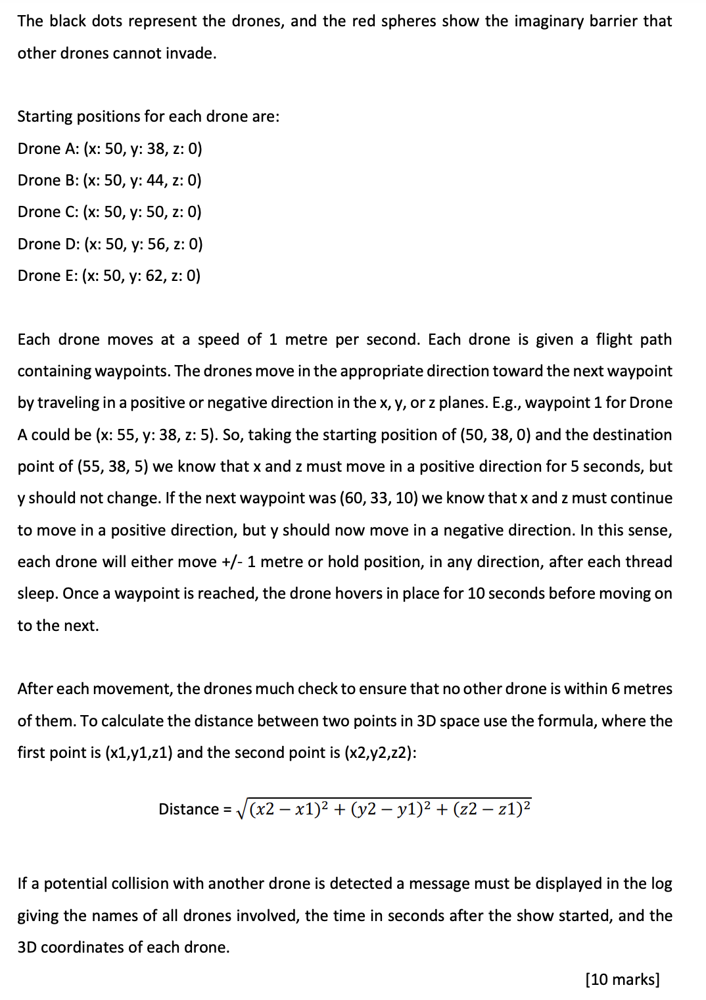 The black dots represent the drones, and the red spheres show the imaginary barrier that
other drones cannot invade.
Starting positions for each drone are:
Drone A: (x: 50, y: 38, z: 0)
Drone B: (x: 50, y: 44, z: 0)
Drone C: (x: 50, y: 50, z: 0)
Drone D: (x: 50, y: 56, z: 0)
Drone E: (x: 50, y: 62, z: 0)
Each drone moves at a speed of 1 metre per second. Each drone is given a flight path
containing waypoints. The drones move in the appropriate direction toward the next waypoint
by traveling in a positive or negative direction in the x, y, or z planes. E.g., waypoint 1 for Drone
A could be (x: 55, y: 38, z: 5). So, taking the starting position of (50, 38, 0) and the destination
point of (55, 38, 5) we know that x and z must move in a positive direction for 5 seconds, but
y should not change. If the next waypoint was (60, 33, 10) we know that x and z must continue
to move in a positive direction, but y should now move in a negative direction. In this sense,
each drone will either move +/- 1 metre or hold position, in any direction, after each thread
sleep. Once a waypoint is reached, the drone hovers in place for 10 seconds before moving on
to the next.
After each movement, the drones much check to ensure that no other drone is within 6 metres
of them. To calculate the distance between two points in 3D space use the formula, where the
first point is (x1,y1,z1) and the second point is (x2,y2,z2):
Distance = √(x2 − x1)² + (y2 − y1)² + (z2 − z1)²
If a potential collision with another drone is detected a message must be displayed in the log
giving the names of all drones involved, the time in seconds after the show started, and the
3D coordinates of each drone.
[10 marks]